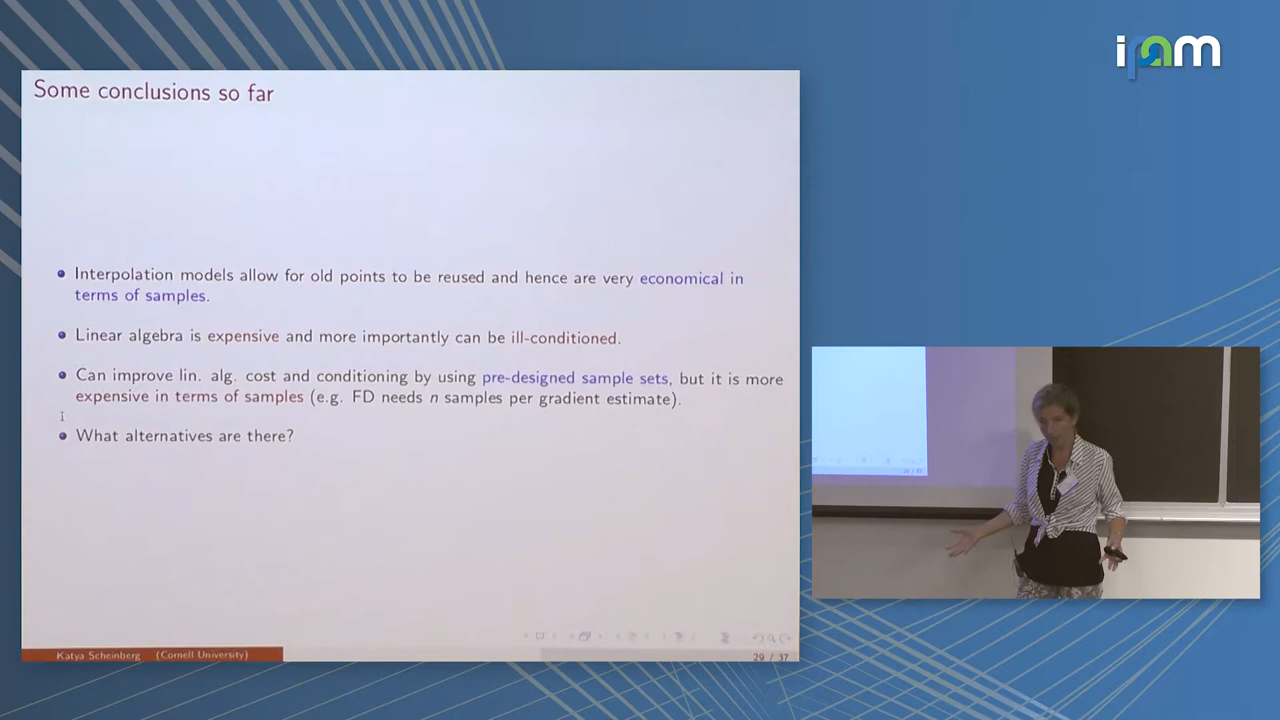 ipam
Some conclusions so far
Interpolation models allow for old points to be reused and hence are very economical in
terms of samples.
Linear algebra is expensive and more importantly can be ill-conditioned.
Can improve lin. alg. cost and conditioning by using pre-designed sample sets, but it is more
expensive in terms of samples (e.g. FD needs n samples per gradient estimate).
What alternatives are there?
Katya Scheinberg (Cornell University)
29 / 37